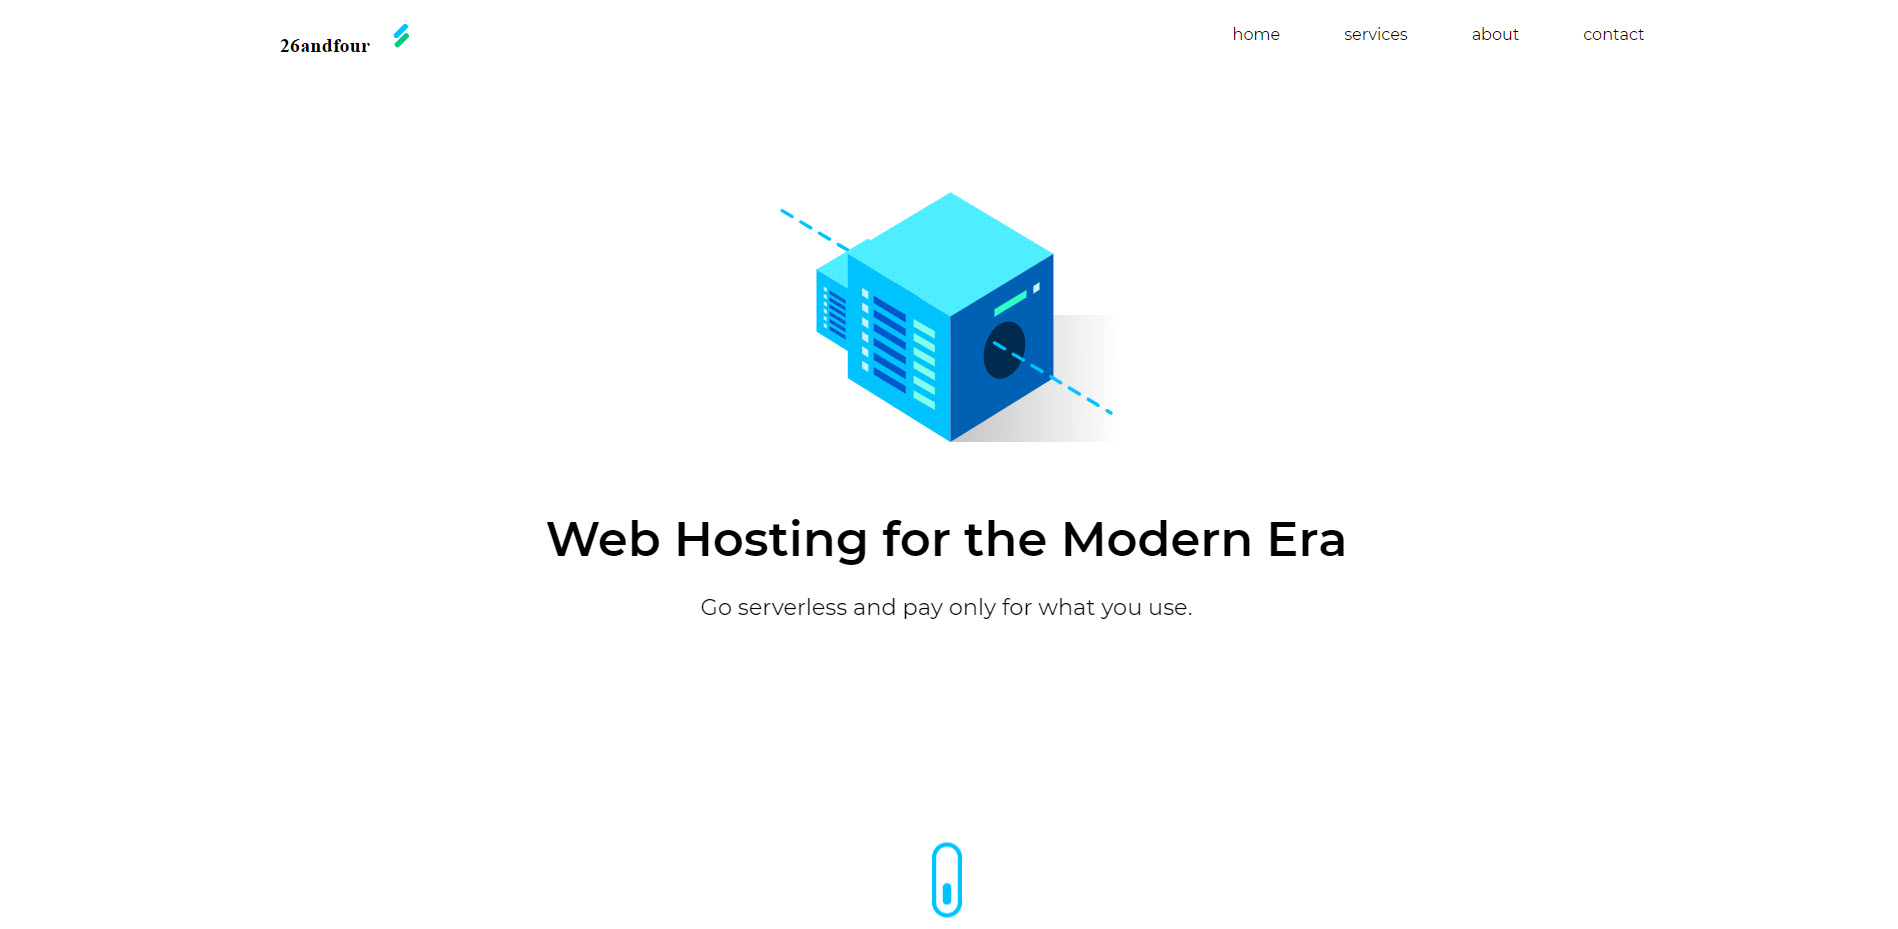 26andfour
home services about contact
Web Hosting for the Modern Era
Go serverless and pay only for what you use.